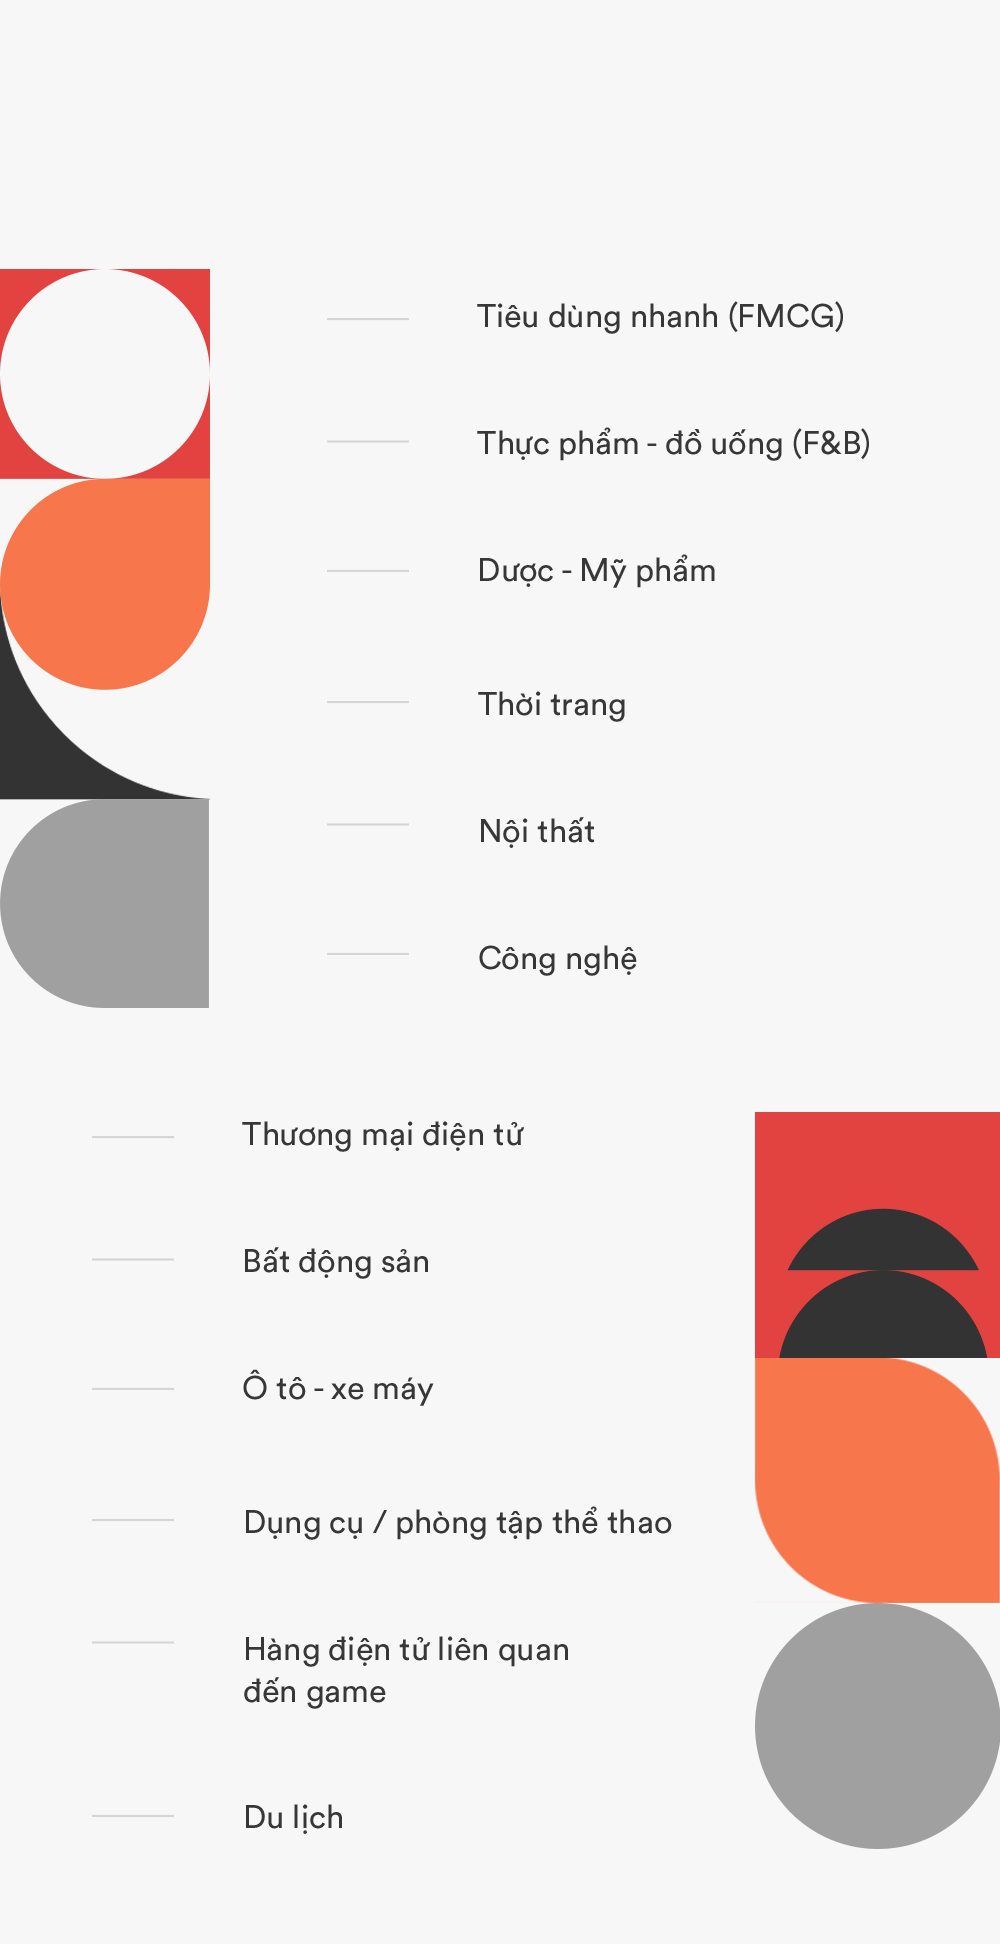 Tiêu dùng nhanh (FMCG)
Thực phẩm - đồ uống (F&B)
Dược - Mỹ phẩm
Thời trang
Nội thất
Công nghệ
Thương mại điện tử
Bất động sản
Ô tô - xe máy
Dụng cụ / phòng tập thể thao
Hàng điện tử liên quan
đến game
Du lịch